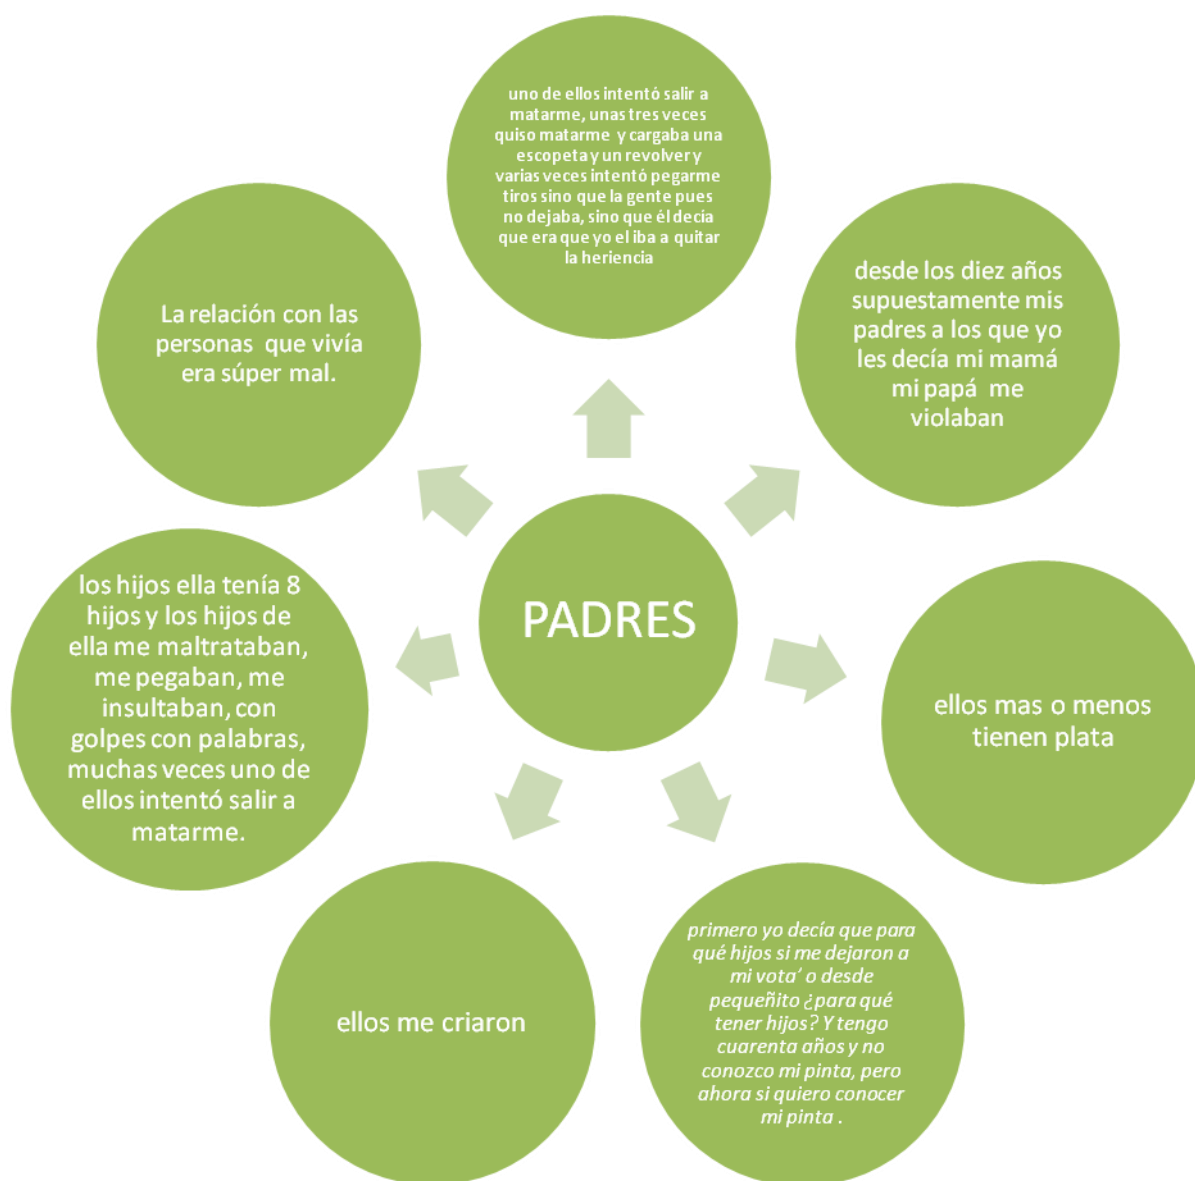 uno de ellos intentó salir a
matarme, unas tres veces
quiso matarme y cargaba una
escopeta y un revolver y
varias veces intentó pegarme
tiros sino que la gente pues
no dejaba, sino que él decía
que era que yo el iba a quitar
la heriencia
desde los diez años
supuestamente mis
padres a los que yo
les decía mi mamá
mi papá me
violaban
ellos mas o menos
tienen plata
primero yo decía que para
qué hijos si me dejaron a
mi vota’ o desde
pequeñito ¿para qué
tener hijos? Y tengo
cuarenta años y no
conozco mi pinta, pero
ahora si quiero conocer
mi pinta .
ellos me criaron
los hijos ella tenía 8
hijos y los hijos de
ella me maltrataban,
me pegaban, me
insultaban, con
golpes con palabras,
muchas veces uno de
ellos intentó salir a
matarme.
La relación con las
personas que vivía
era súper mal.
PADRES